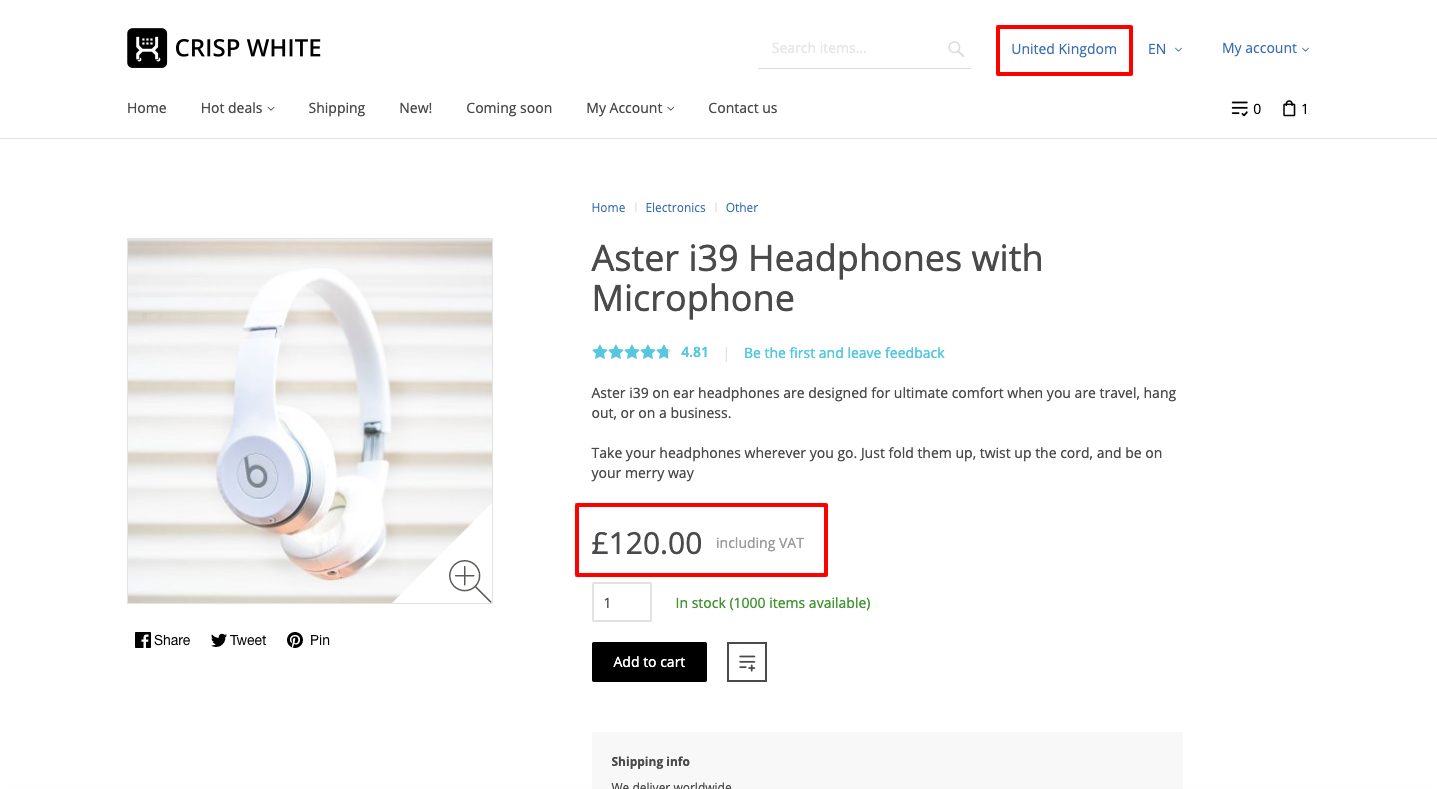 CRISP WHITE
Search items...
United Kingdom
EN
My account
Home
Hot deals
Shipping
New!
Coming soon
My Account
Contact us
0
1
Home
Electronics
Other
Aster i39 Headphones with
Microphone
4.81
Be the first and leave feedback
Aster i39 on ear headphones are designed for ultimate comfort when you are travel, hang
out, or on a business.
Take your headphones wherever you go. Just fold them up, twist up the cord, and be on
your merry way
£120.00 including VAT
1
In stock (1000 items available)
Add to cart
b
Share
Tweet
Pin
Shipping info
We deliver worldwide